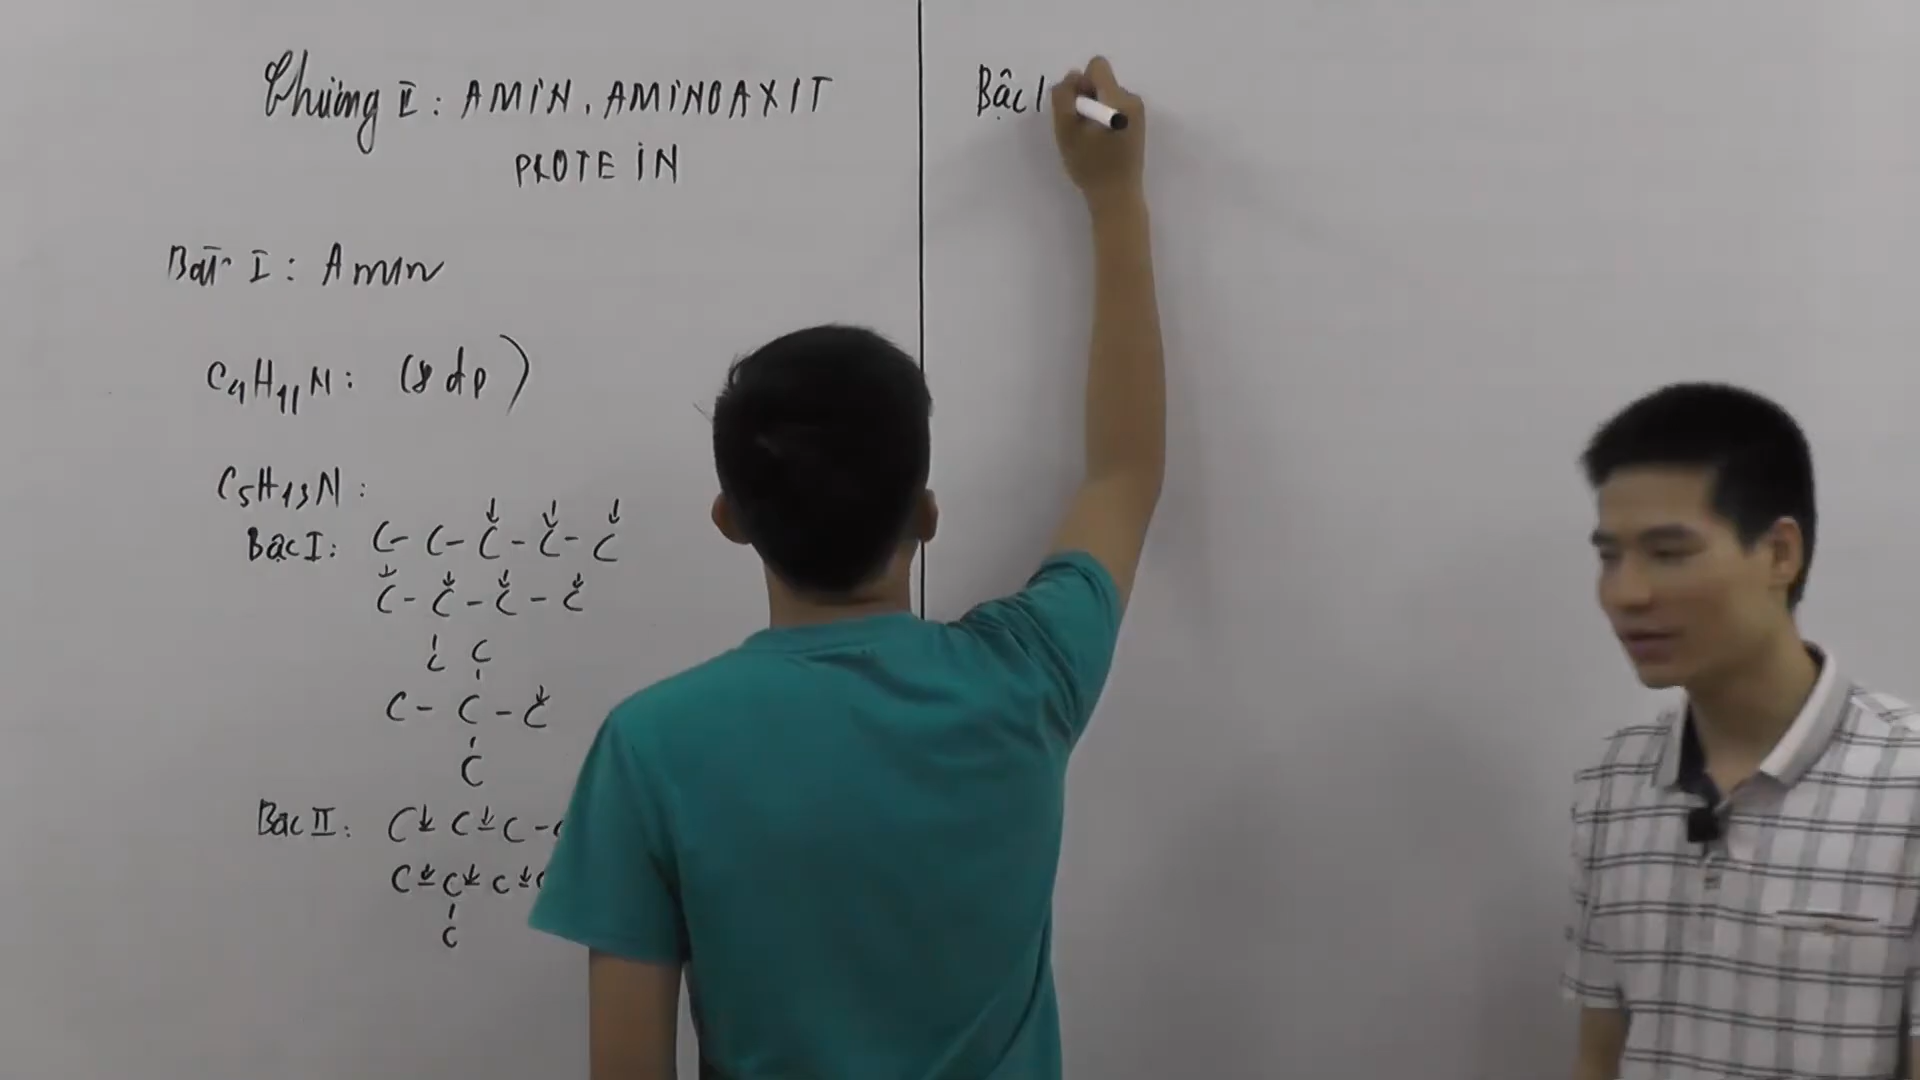 Chương II: AMIN, AMINOAXIT
PROTEIN
Bài I: Amin
C4H11N: (8 đp)
C5H13N:
Bậc I: C - C - C - C - C
C - C - C - C
C C
C - C - C
C
Bậc II: C C C -
C C C
C
Bậc I